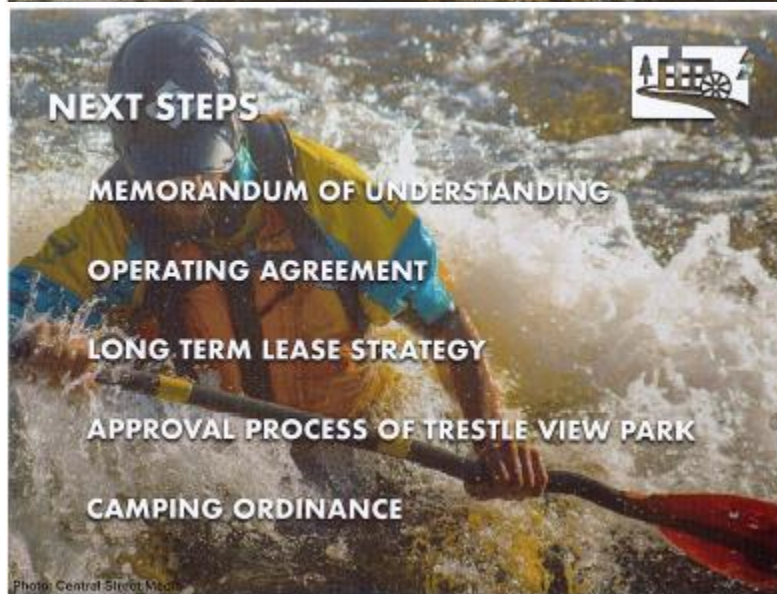 NEXT STEPS
MEMORANDUM OF UNDERSTANDING
OPERATING AGREEMENT
LONG TERM LEASE STRATEGY
APPROVAL PROCESS OF TRESTLE VIEW PARK
CAMPING ORDINANCE
Photo: Central Street Media